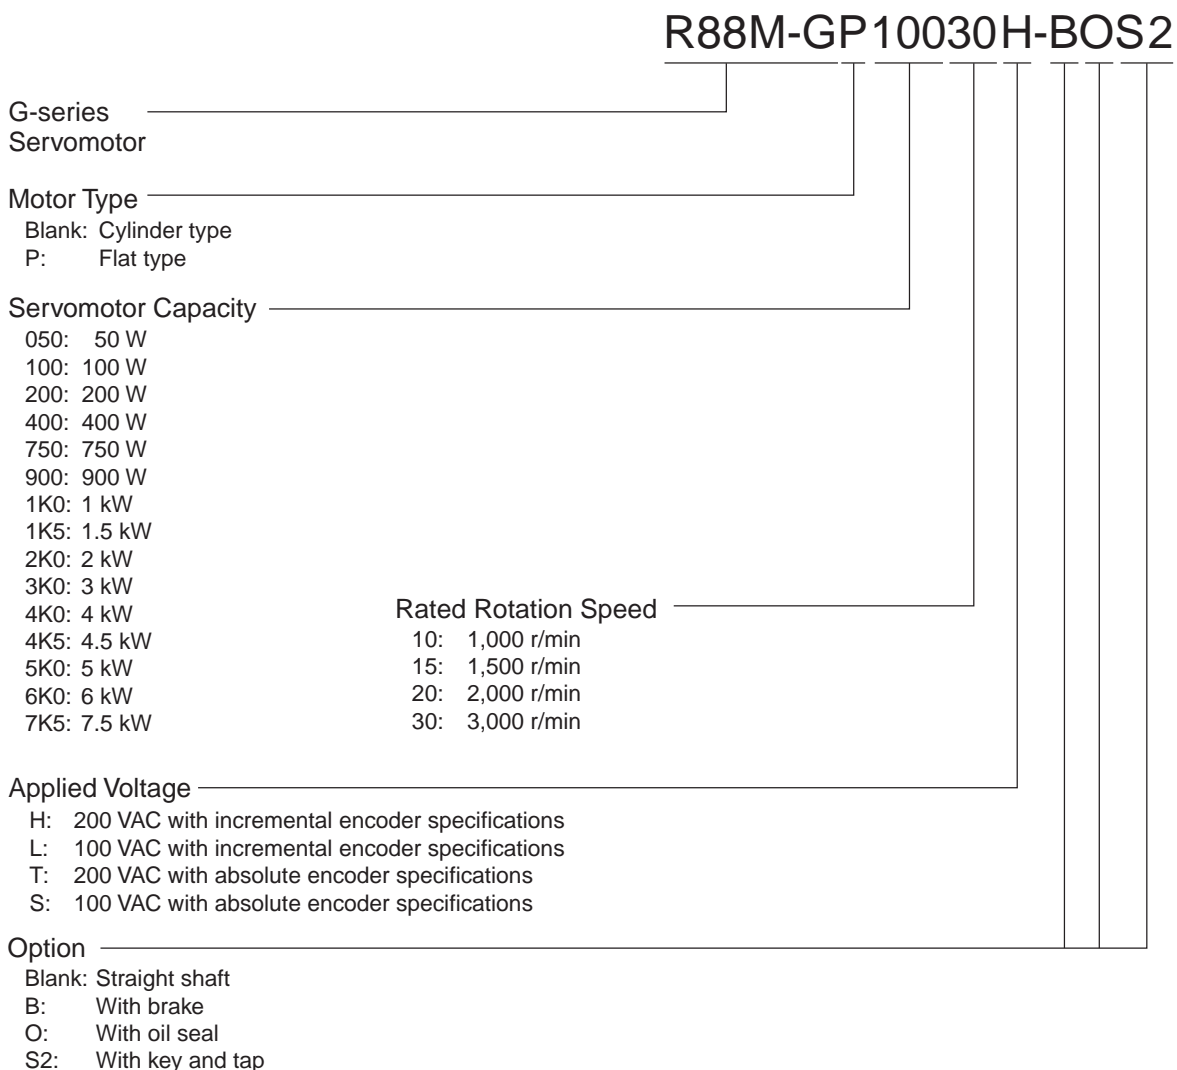 R88M-GP10030H-BOS2
G-series
Servomotor
Motor Type
Blank: Cylinder type
P: Flat type
Servomotor Capacity
050: 50 W
100: 100 W
200: 200 W
400: 400 W
750: 750 W
900: 900 W
1K0: 1 kW
1K5: 1.5 kW
2K0: 2 kW
3K0: 3 kW
4K0: 4 kW
4K5: 4.5 kW
5K0: 5 kW
6K0: 6 kW
7K5: 7.5 kW
Rated Rotation Speed
10: 1,000 r/min
15: 1,500 r/min
20: 2,000 r/min
30: 3,000 r/min
Applied Voltage
H: 200 VAC with incremental encoder specifications
L: 100 VAC with incremental encoder specifications
T: 200 VAC with absolute encoder specifications
S: 100 VAC with absolute encoder specifications
Option
Blank: Straight shaft
B: With brake
O: With oil seal
S2: With key and tap